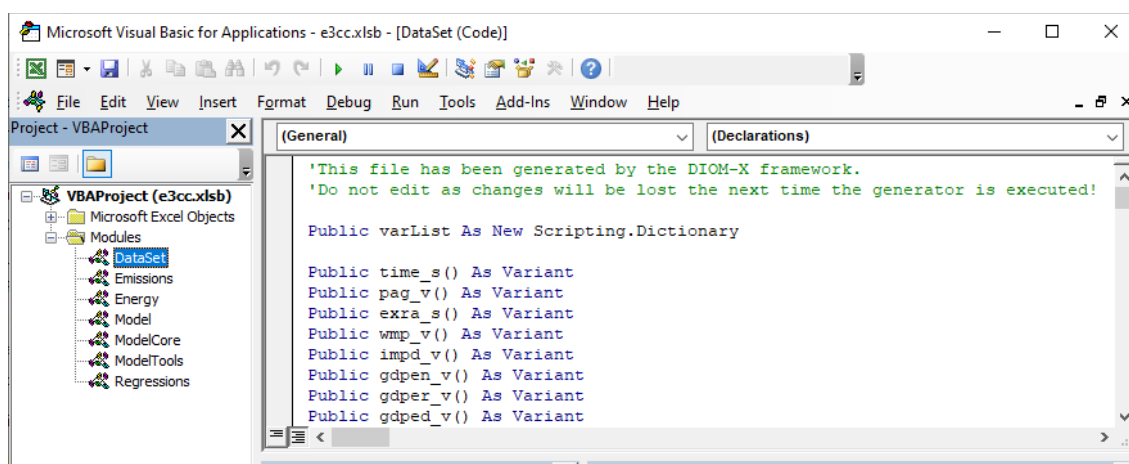 Microsoft Visual Basic for Applications - e3cc.xlsb - [DataSet (Code)]
File Edit View Insert Format Debug Run Tools Add-Ins Window Help
Project - VBAProject
(General)
(Declarations)
VBAProject (e3cc.xlsb)
Microsoft Excel Objects
Modules
DataSet
Emissions
Energy
Model
ModelCore
ModelTools
Regressions
'This file has been generated by the DIOM-X framework.
'Do not edit as changes will be lost the next time the generator is executed!
Public varList As New Scripting.Dictionary
Public time_s() As Variant
Public pag_v() As Variant
Public exra_s() As Variant
Public wmp_v() As Variant
Public impd_v() As Variant
Public gdpen_v() As Variant
Public gdper_v() As Variant
Public gdped_v() As Variant